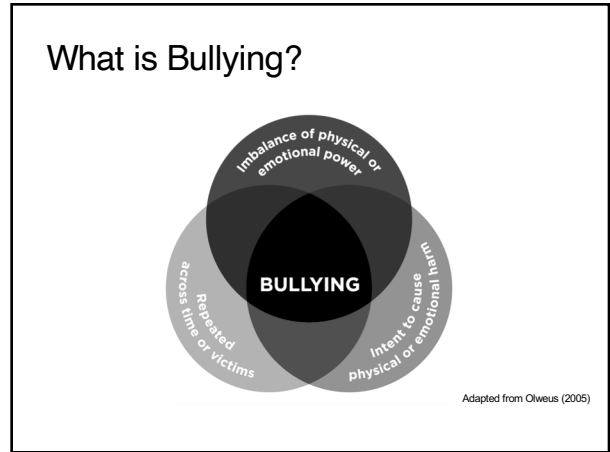 What is Bullying?
Imbalance of physical or
emotional power
BULLYING
Repeated
across time or victims
Intent to cause
physical or emotional harm
Adapted from Olweus (2005)